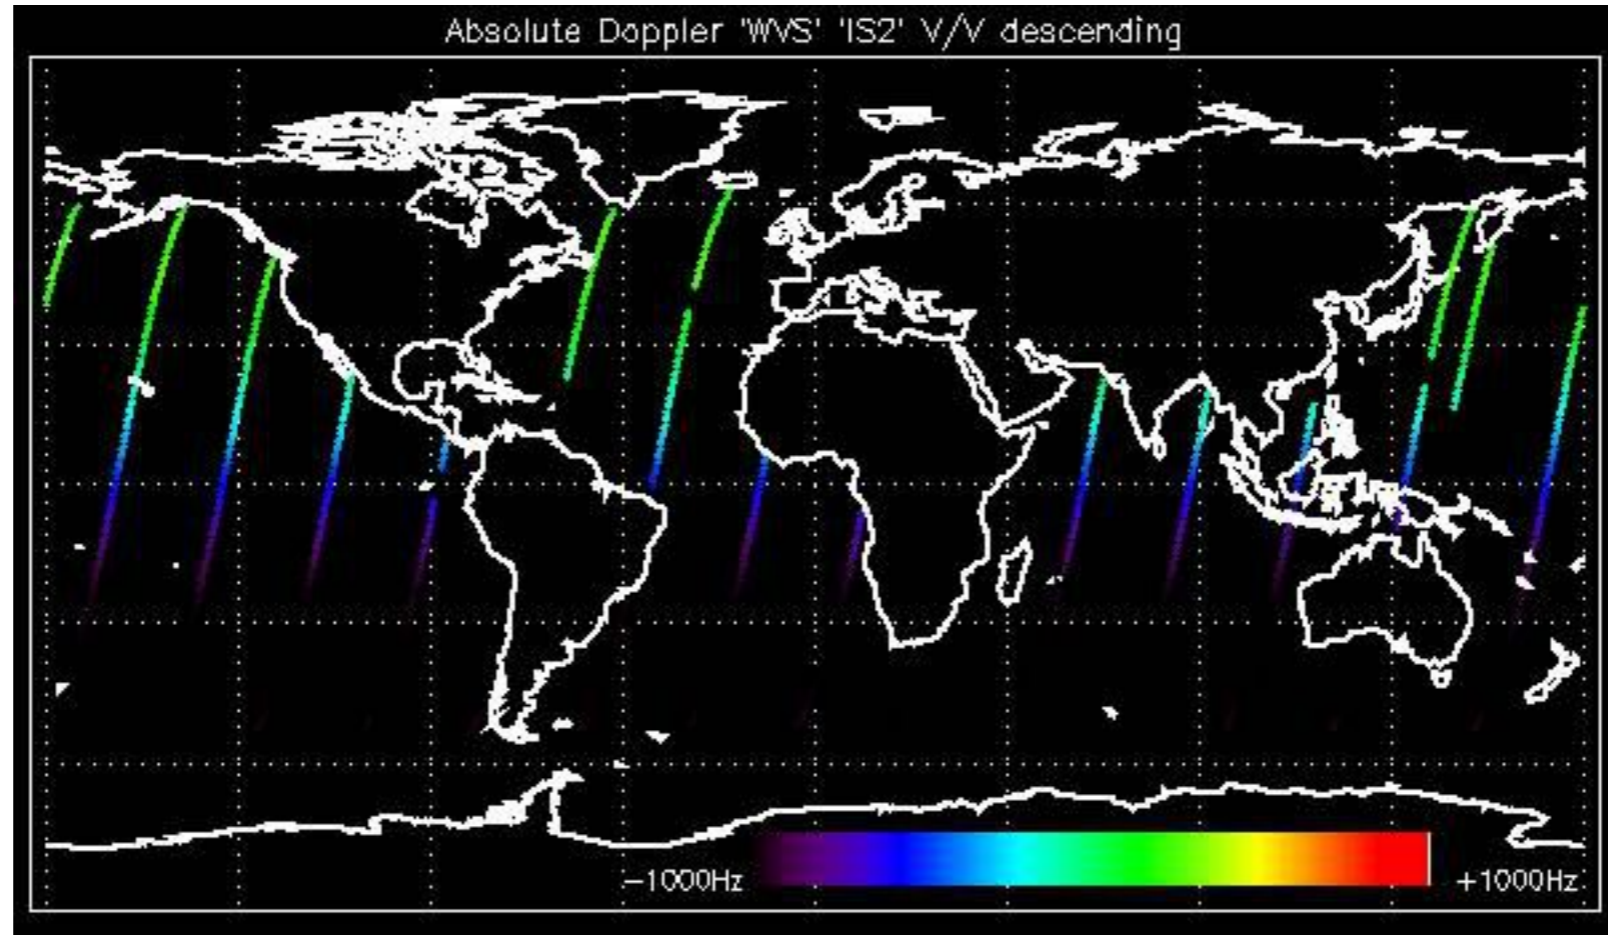 Absolute Doppler 'WVS' 'IS2' V/V descending
−1000Hz
+1000Hz